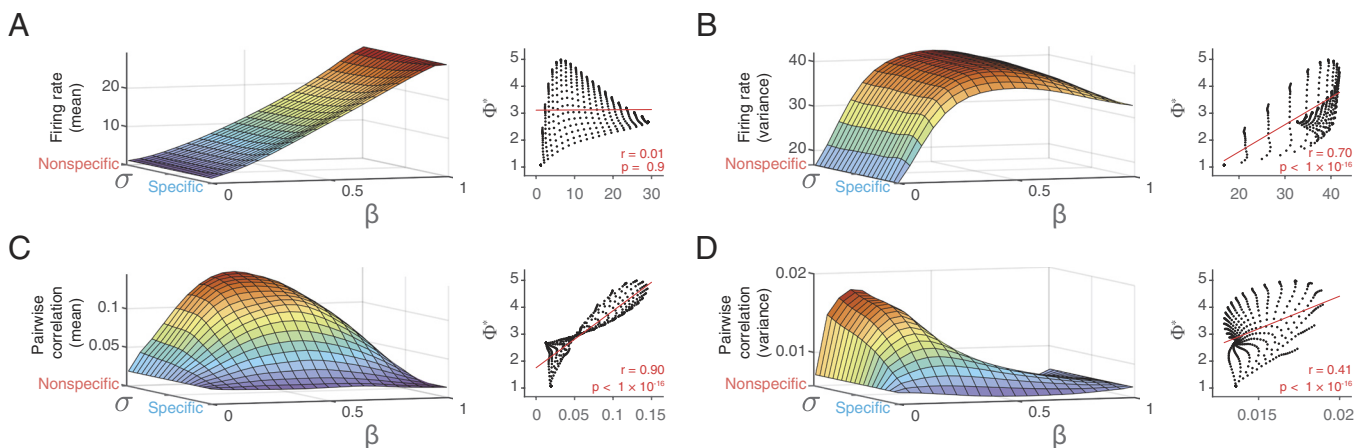 A
Firing rate
(mean)
20
10
Nonspecific
σ
Specific
0
0.5
1
β
Φ*
5
4
3
2
1
r = 0.01
p = 0.9
0
10
20
30
B
Firing rate
(variance)
40
30
20
Nonspecific
σ
Specific
0
0.5
1
β
Φ*
5
4
3
2
1
r = 0.70
p < 1 × 10⁻¹⁶
20
30
40
C
Pairwise
correlation
(mean)
0.1
0.05
Nonspecific
σ
Specific
0
0.5
1
β
Φ*
5
4
3
2
1
r = 0.90
p < 1 × 10⁻¹⁶
0
0.05
0.10
0.15
D
Pairwise
correlation
(variance)
0.02
0.01
Nonspecific
σ
Specific
0
0.5
1
β
Φ*
5
4
3
2
1
r = 0.41
p < 1 × 10⁻¹⁶
0.015
0.02